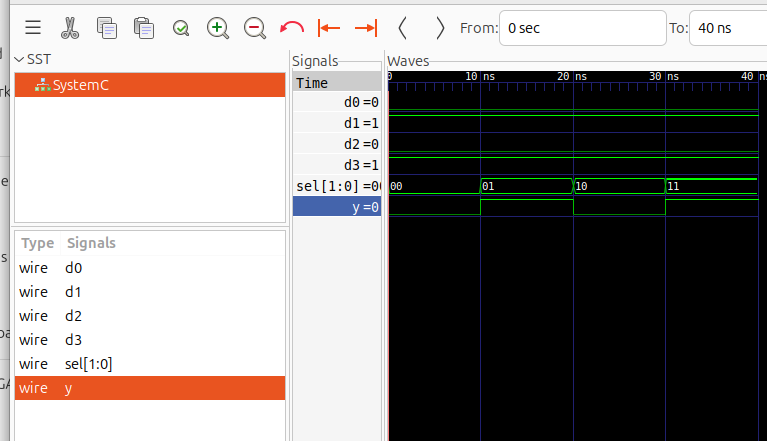 From: 0 sec To: 40 ns
SST
SystemC
Type Signals
wire d0
wire d1
wire d2
wire d3
wire sel[1:0]
wire y
Signals
Time
d0 =0
d1 =1
d2 =0
d3 =1
sel[1:0] =00
y =0
Waves
0 10 ns 20 ns 30 ns 40 ns
00 01 10 11